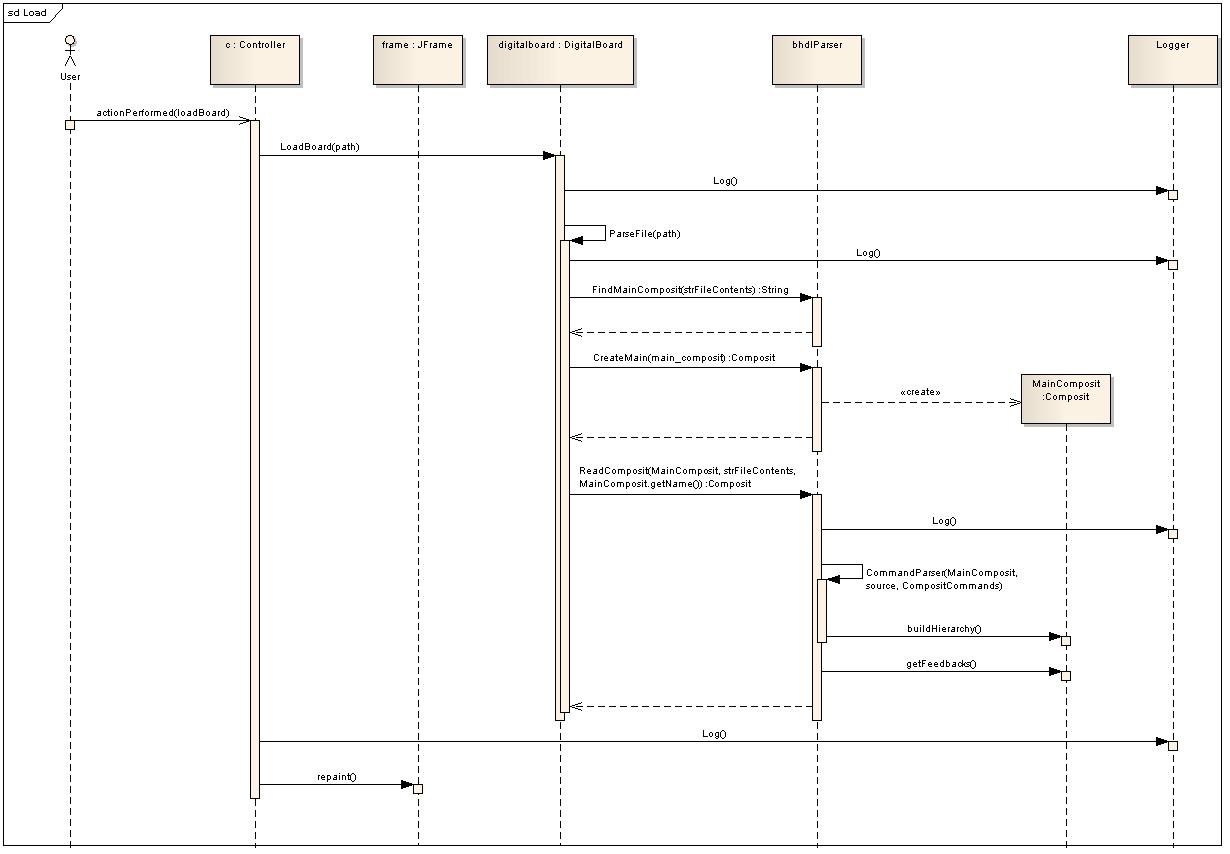 sd Load
User
c : Controller
frame : JFrame
digitalboard : DigitalBoard
bhdlParser
Logger
actionPerformed(loadBoard)
LoadBoard(path)
Log()
ParseFile(path)
Log()
FindMainComposit(strFileContents) :String
CreateMain(main_composit) :Composit
MainComposit
:Composit
«create»
ReadComposit(MainComposit, strFileContents,
MainComposit.getName()) :Composit
Log()
CommandParser(MainComposit,
source, CompositCommands)
buildHierarchy()
getFeedbacks()
Log()
repaint()